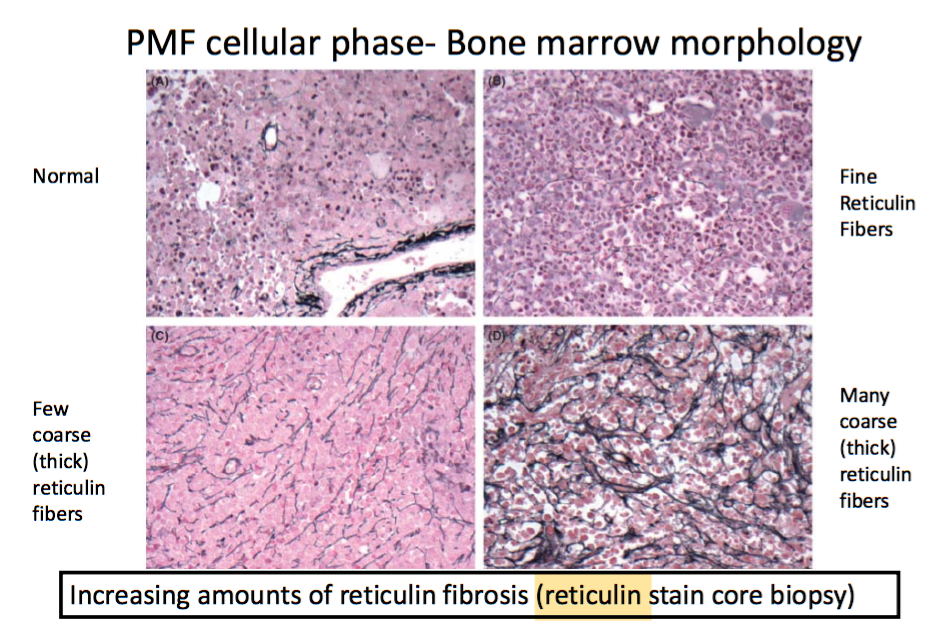 PMF cellular phase- Bone marrow morphology
(A)
(B)
Normal
Fine
Reticulin
Fibers
(C)
(D)
Few
coarse
(thick)
reticulin
fibers
Many
coarse
(thick)
reticulin
fibers
Increasing amounts of reticulin fibrosis (reticulin stain core biopsy)